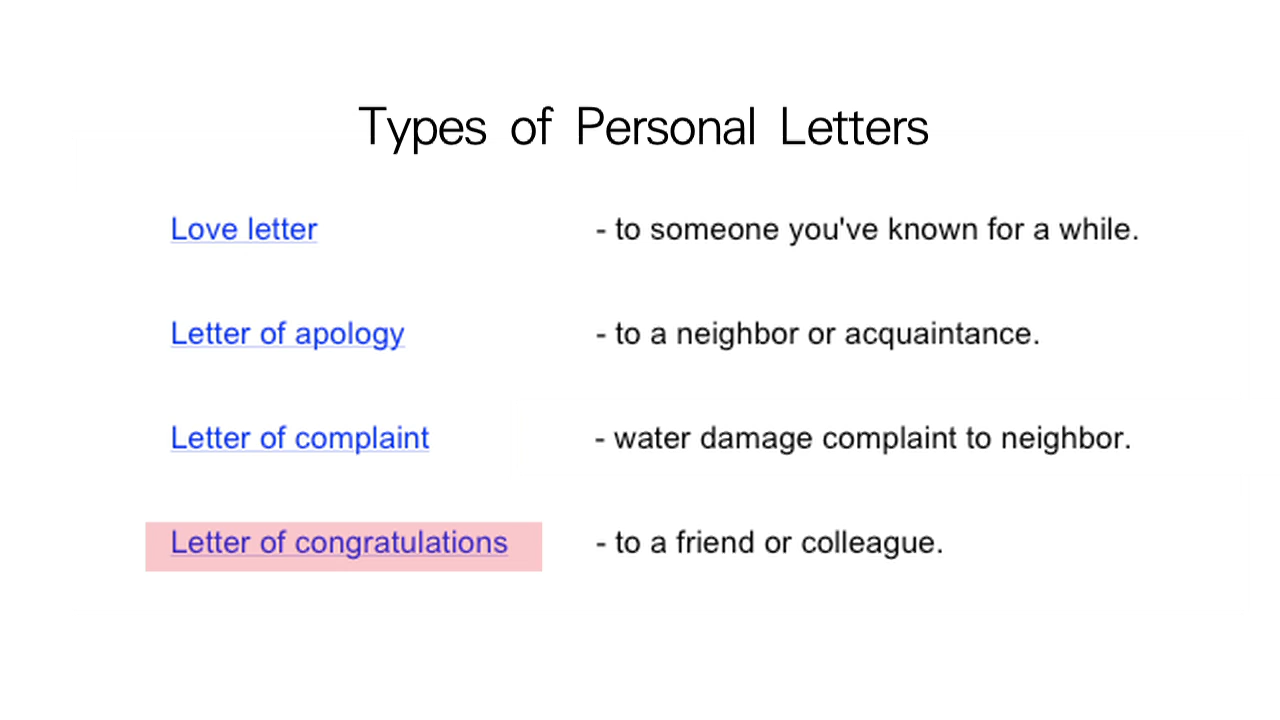 Types of Personal Letters
Love letter - to someone you've known for a while.
Letter of apology - to a neighbor or acquaintance.
Letter of complaint - water damage complaint to neighbor.
Letter of congratulations - to a friend or colleague.